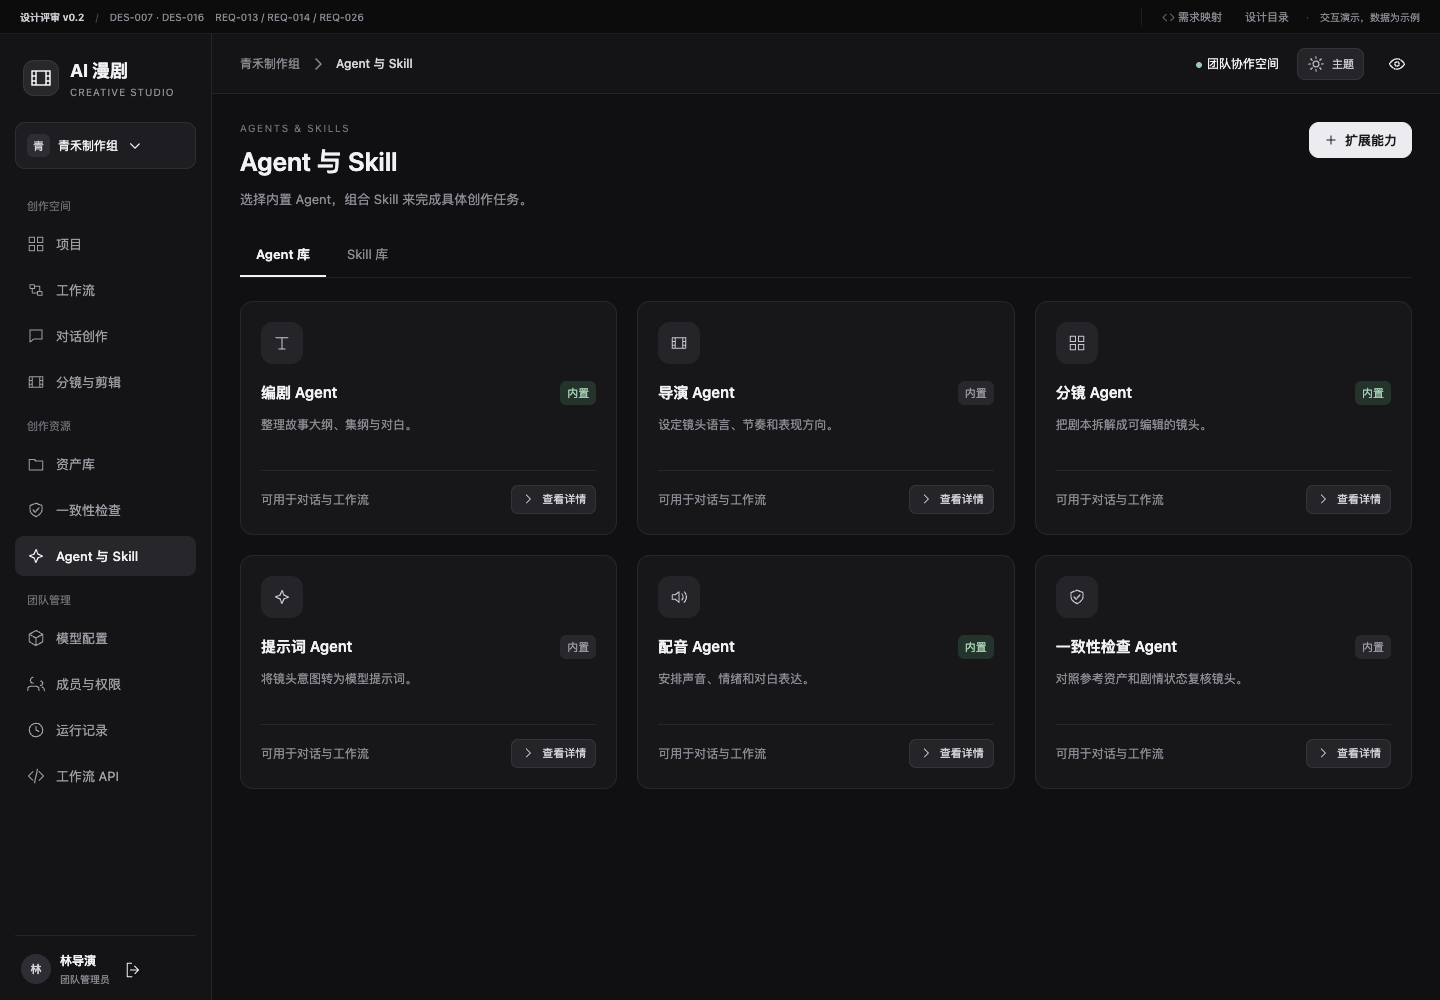 设计评审 v0.2 / DES-007 · DES-016 REQ-013 / REQ-014 / REQ-026
需求映射 设计目录 · 交互演示，数据为示例
AI 漫剧
CREATIVE STUDIO
青 青禾制作组
创作空间
项目
工作流
对话创作
分镜与剪辑
创作资源
资产库
一致性检查
Agent 与 Skill
团队管理
模型配置
成员与权限
运行记录
工作流 API
林 林导演
团队管理员
青禾制作组 Agent 与 Skill
团队协作空间 主题
AGENTS & SKILLS
Agent 与 Skill
选择内置 Agent，组合 Skill 来完成具体创作任务。
扩展能力
Agent 库 Skill 库
编剧 Agent 内置
整理故事大纲、集纲与对白。
可用于对话与工作流 查看详情
导演 Agent 内置
设定镜头语言、节奏和表现方向。
可用于对话与工作流 查看详情
分镜 Agent 内置
把剧本拆解成可编辑的镜头。
可用于对话与工作流 查看详情
提示词 Agent 内置
将镜头意图转为模型提示词。
可用于对话与工作流 查看详情
配音 Agent 内置
安排声音、情绪和对白表达。
可用于对话与工作流 查看详情
一致性检查 Agent 内置
对照参考资产和剧情状态复核镜头。
可用于对话与工作流 查看详情